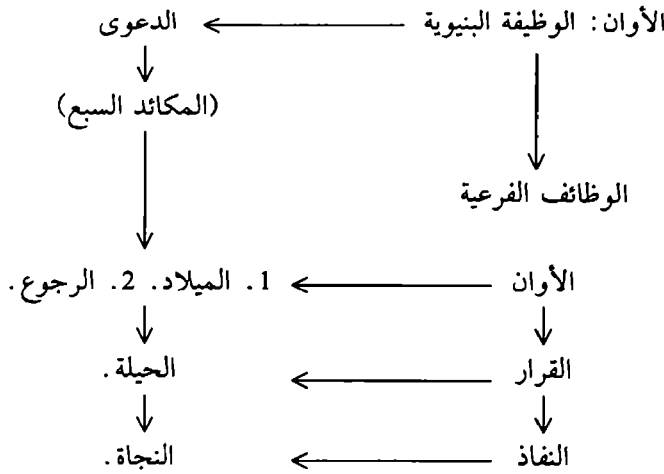 الأوان: الوظيفة البنيوية الدعوى
(المكائد السبع)
الوظائف الفرعية
الأوان 1. الميلاد. 2. الرجوع.
القرار الحيلة.
النفاذ النجاة.